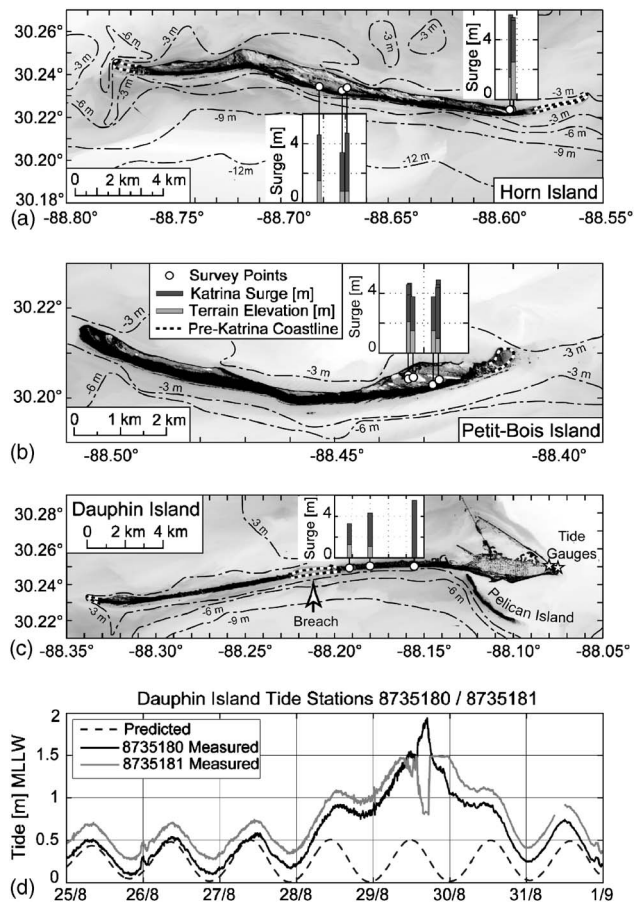 30.26°
30.24°
30.22°
30.20°
30.18°
-3 m
-6 m
-3 m
-3 m
-6 m
-3 m
-9 m
-12m
-3 m
-3 m
-6 m
-9 m
Surge [m]
4
0
Surge [m]
4
2
0
0 2 km 4 km
Horn Island
(a)
-88.80° -88.75° -88.70° -88.65° -88.60° -88.55°
Survey Points
Katrina Surge [m]
Terrain Elevation [m]
Pre-Katrina Coastline
Surge [m]
4
2
0
30.22°
30.20°
-3 m
-3 m
-3 m
-6 m
-3 m
-6 m
0 1 km 2 km
Petit-Bois Island
(b)
-88.50° -88.45° -88.40°
Dauphin Island
0 2 km 4 km
30.28°
30.26°
30.24°
30.22°
-3 m
Surge [m]
4
2
0
Tide
Gauges
-3 m
-6 m
-9 m
-3 m
-6 m
Breach
Pelican Island
(c)
-88.35° -88.30° -88.25° -88.20° -88.15° -88.10° -88.05°
Dauphin Island Tide Stations 8735180 / 8735181
Predicted
8735180 Measured
8735181 Measured
Tide [m] MLLW
2
1.5
1
0.5
0
(d)
25/8 26/8 27/8 28/8 29/8 30/8 31/8 1/9